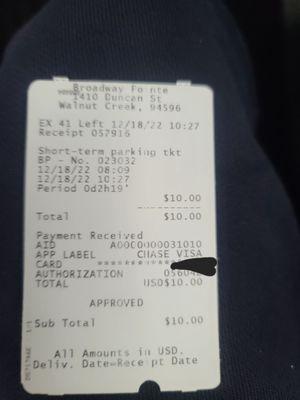 Broadway Pointe
1410 Duncan St
Walnut Creek, 94596
EX 41 Left 12/18/22 10:27
Receipt 057916
Short-term parking tkt
BP - No. 023032
12/18/22 08:09
12/18/22 10:27
Period 0d2h19'
$10.00
Total $10.00
Payment Received
AID A0000000031010
APP LABEL CHASE VISA
CARD
AUTHORIZATION
TOTAL USD$10.00
APPROVED
Sub Total $10.00
All Amounts in USD.
Deliv. Date=Receipt Date